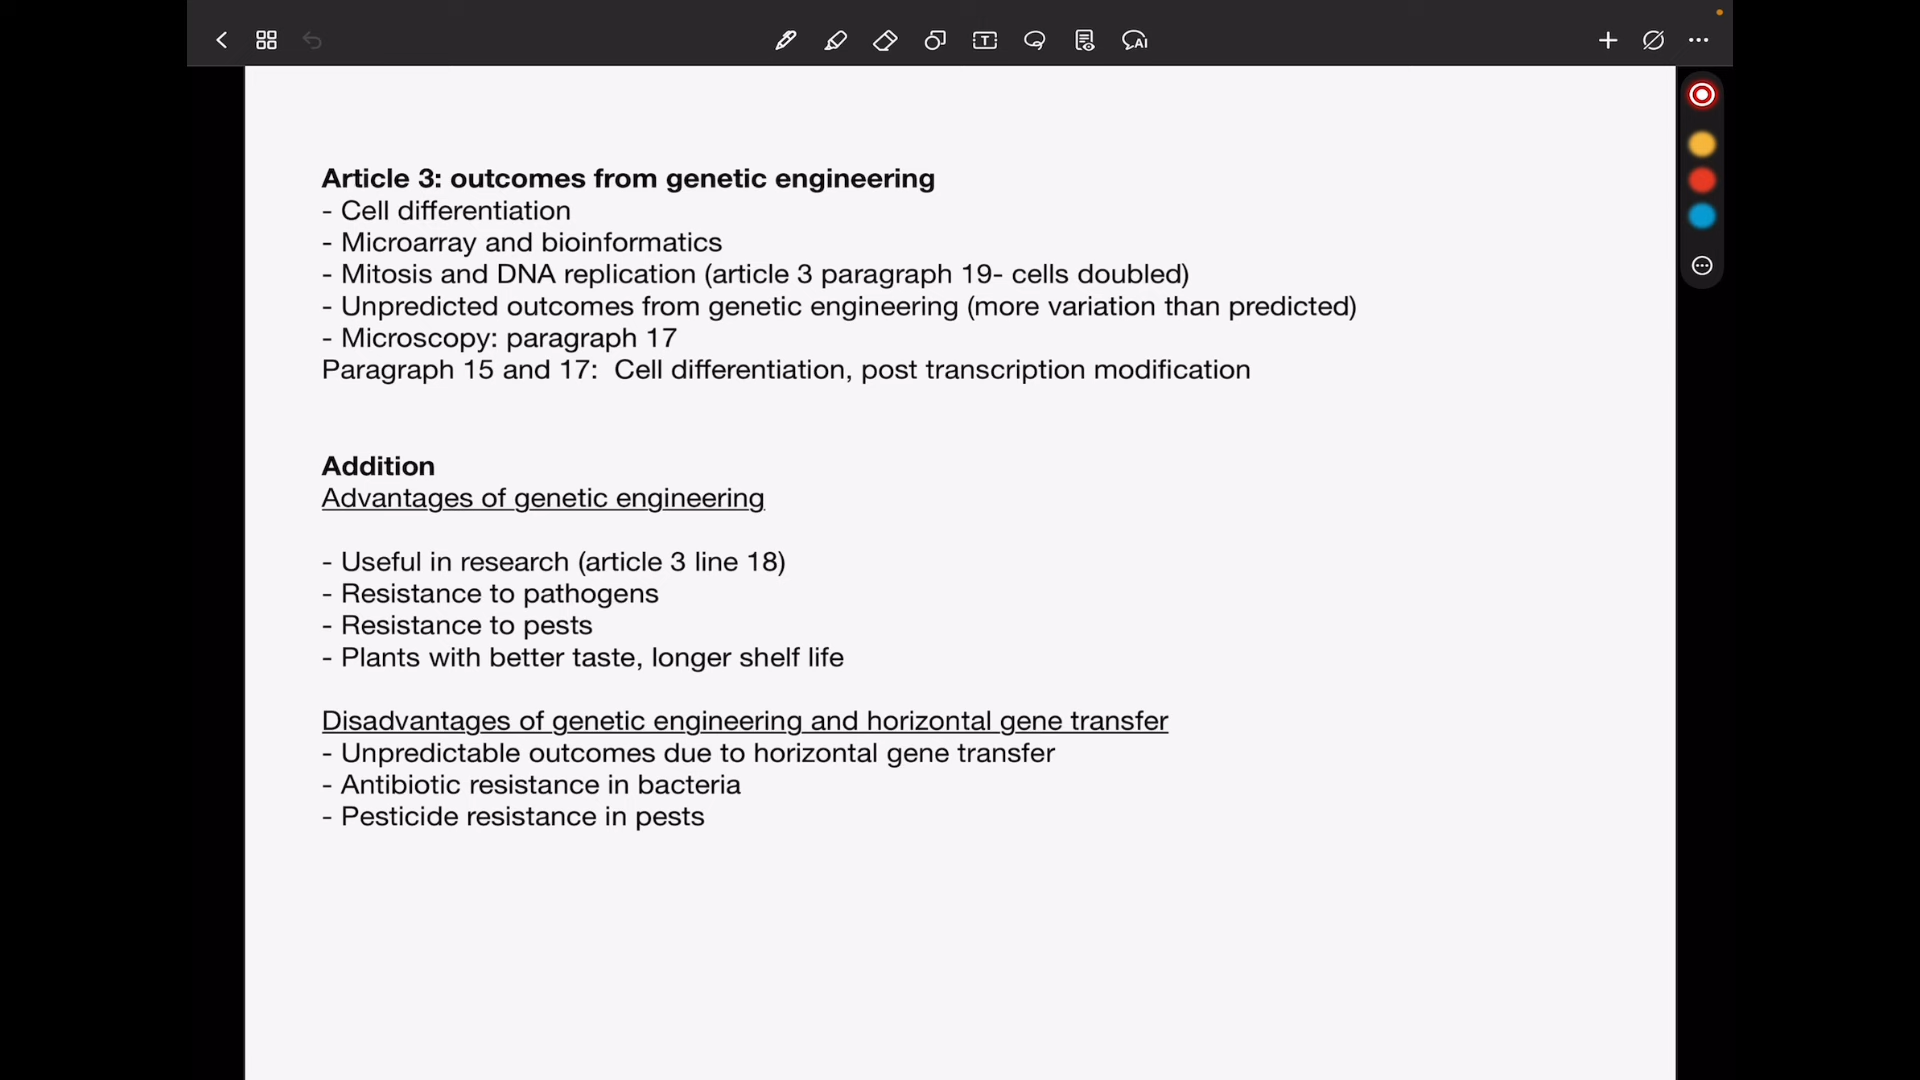 T
AI
Article 3: outcomes from genetic engineering
- Cell differentiation
- Microarray and bioinformatics
- Mitosis and DNA replication (article 3 paragraph 19- cells doubled)
- Unpredicted outcomes from genetic engineering (more variation than predicted)
- Microscopy: paragraph 17
Paragraph 15 and 17:  Cell differentiation, post transcription modification
Addition
Advantages of genetic engineering
- Useful in research (article 3 line 18)
- Resistance to pathogens
- Resistance to pests
- Plants with better taste, longer shelf life
Disadvantages of genetic engineering and horizontal gene transfer
- Unpredictable outcomes due to horizontal gene transfer
- Antibiotic resistance in bacteria
- Pesticide resistance in pests